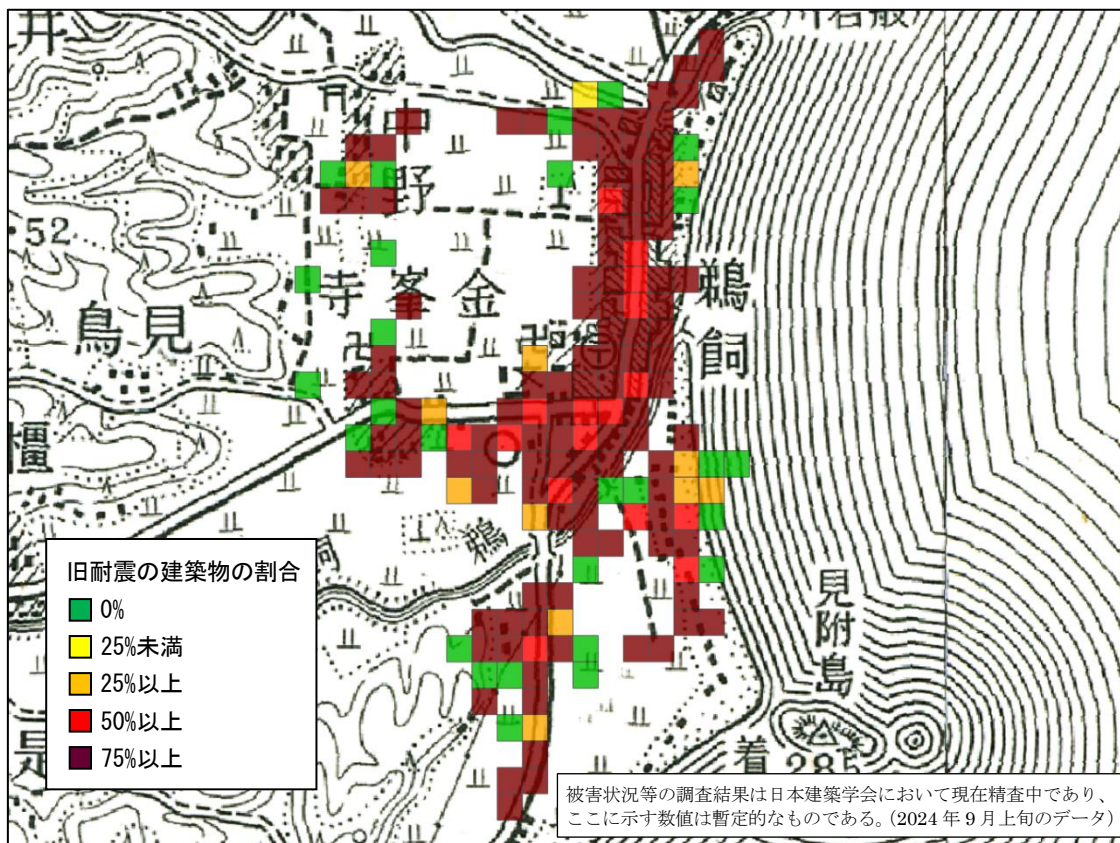 中
野
52
寺峯金
鳥見
鵜
飼
橿
鵜
飼
旧耐震の建築物の割合
0%
25%未満
25%以上
50%以上
75%以上
見
附
島
着
285
被害状況等の調査結果は日本建築学会において現在精査中であり、
ここに示す数値は暫定的なものである。(2024年9月上旬のデータ)